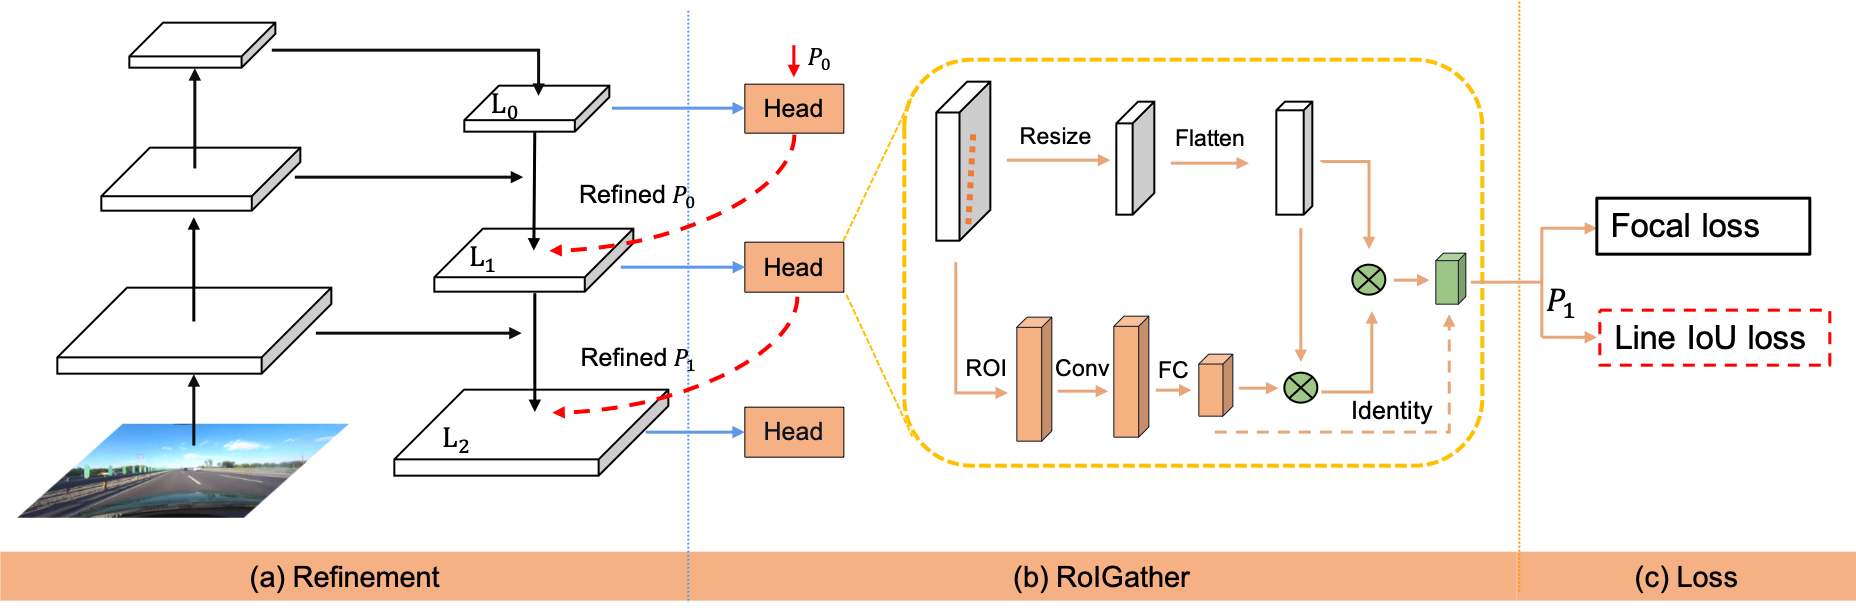 P0
L0
Head
Refined P0
L1
Head
Refined P1
L2
Head
Resize
Flatten
ROI
Conv
FC
Identity
P1
Focal loss
Line IoU loss
(a) Refinement
(b) RoIGather
(c) Loss